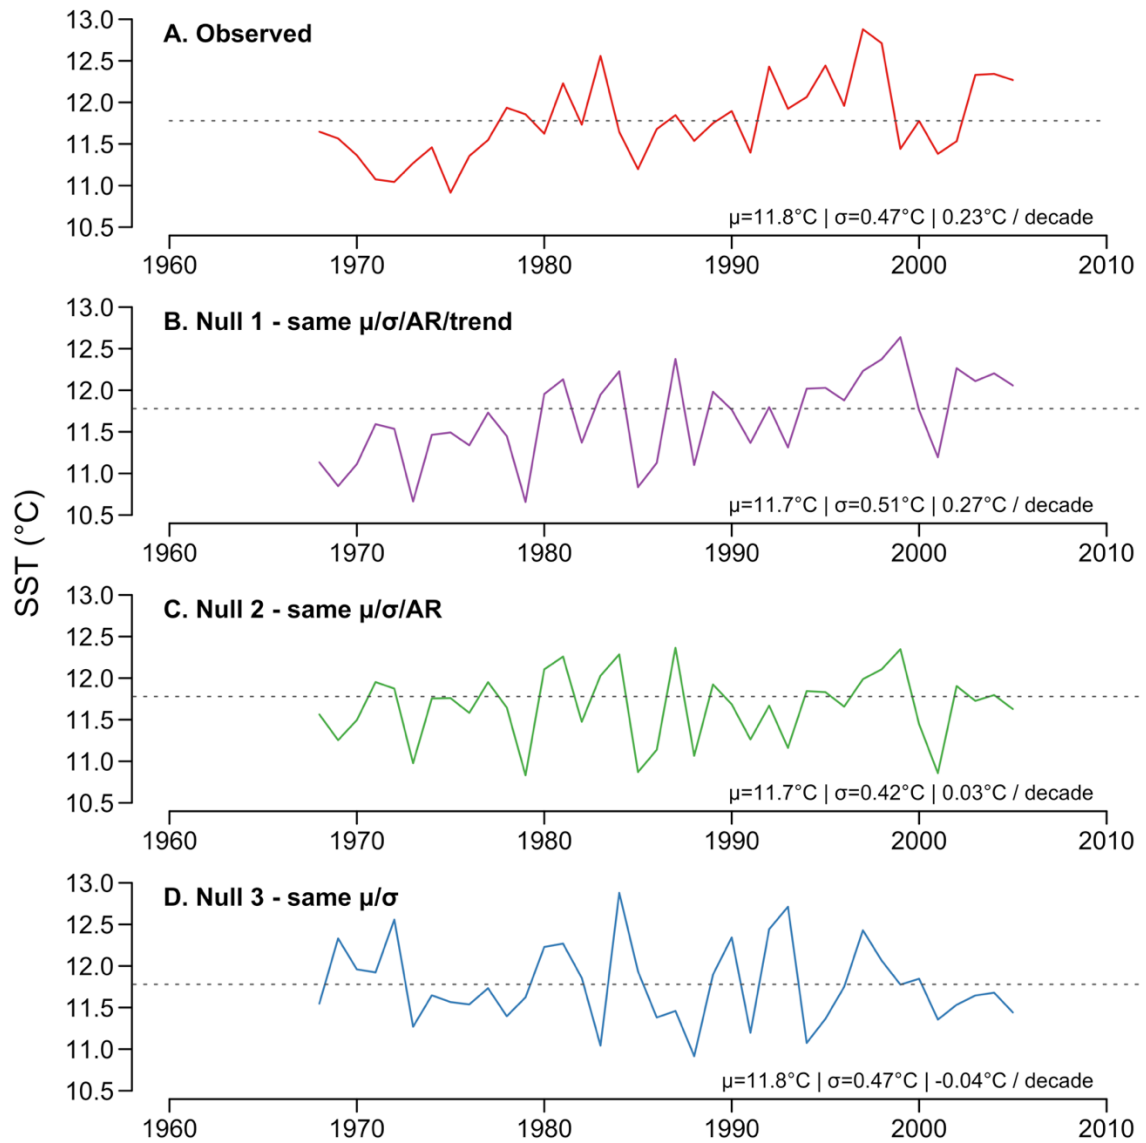 SST (°C)
A. Observed
13.0
12.5
12.0
11.5
11.0
10.5
µ=11.8°C | σ=0.47°C | 0.23°C / decade
1960 1970 1980 1990 2000 2010
B. Null 1 - same µ/σ/AR/trend
13.0
12.5
12.0
11.5
11.0
10.5
µ=11.7°C | σ=0.51°C | 0.27°C / decade
1960 1970 1980 1990 2000 2010
C. Null 2 - same µ/σ/AR
13.0
12.5
12.0
11.5
11.0
10.5
µ=11.7°C | σ=0.42°C | 0.03°C / decade
1960 1970 1980 1990 2000 2010
D. Null 3 - same µ/σ
13.0
12.5
12.0
11.5
11.0
10.5
µ=11.8°C | σ=0.47°C | -0.04°C / decade
1960 1970 1980 1990 2000 2010